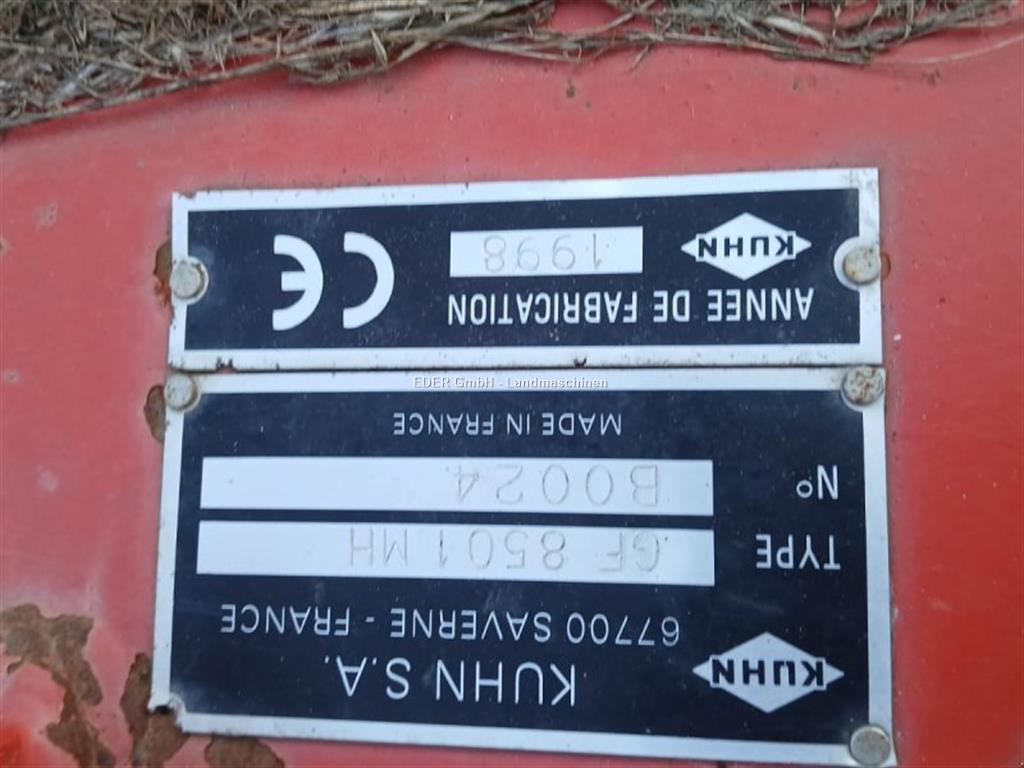 KUHN
KUHN S.A.
67700 SAVERNE - FRANCE
TYPE GF 8501 MH
N° B0024
MADE IN FRANCE
EDER GmbH - Landmaschinen
ANNEE DE FABRICATION
KUHN 1998 CE